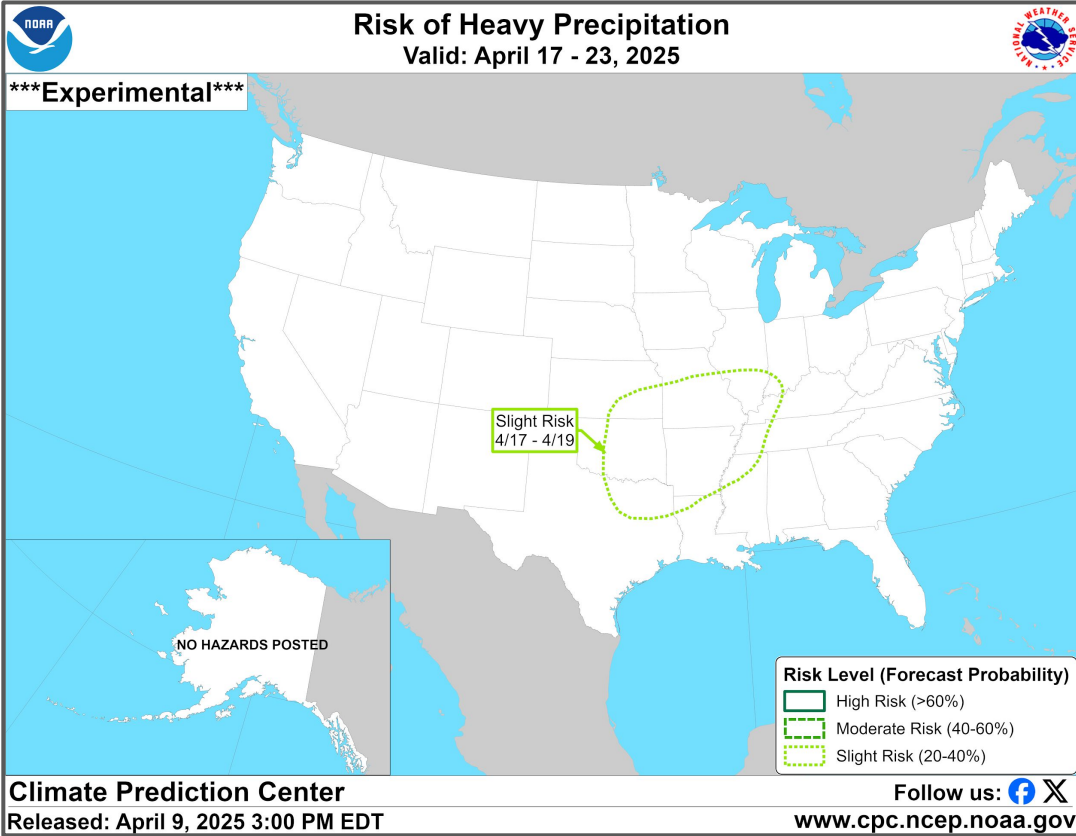 NOAA
Risk of Heavy Precipitation
Valid: April 17 - 23, 2025
NATIONAL WEATHER SERVICE
***Experimental***
Slight Risk
4/17 - 4/19
NO HAZARDS POSTED
Risk Level (Forecast Probability)
High Risk (>60%)
Moderate Risk (40-60%)
Slight Risk (20-40%)
Climate Prediction Center
Follow us:
Released: April 9, 2025 3:00 PM EDT
www.cpc.ncep.noaa.gov